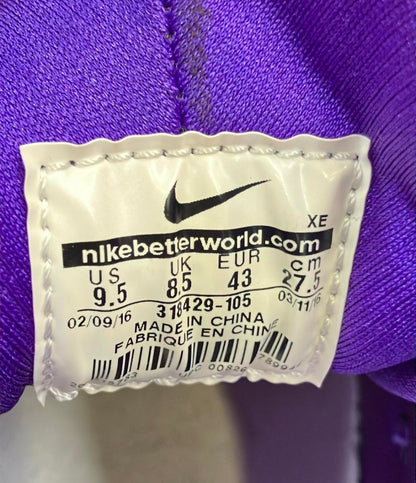 XE
nikebetterworld.com
US UK EUR cm
9.5 8.5 43 27.5
02/09/16 318429-105 03/11/16
MADE IN CHINA
FABRIQUE EN CHINE